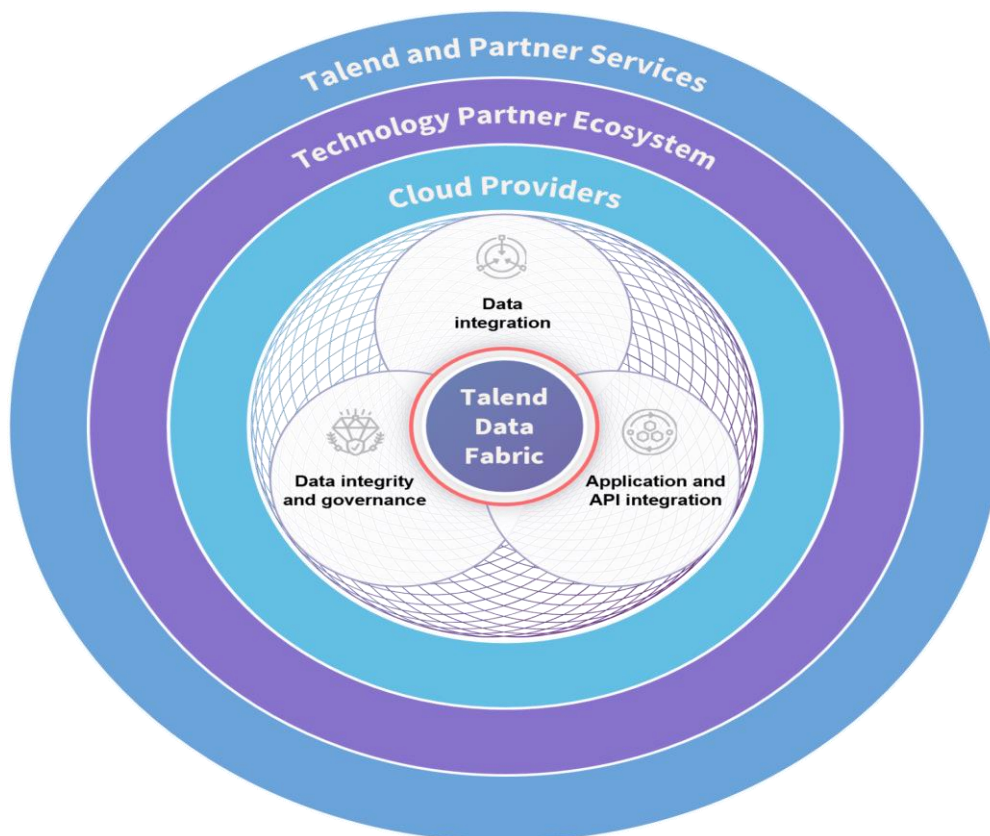 Talend and Partner Services
Technology Partner Ecosystem
Cloud Providers
Data
integration
Talend
Data
Fabric
Data integrity
and governance
Application and
API integration